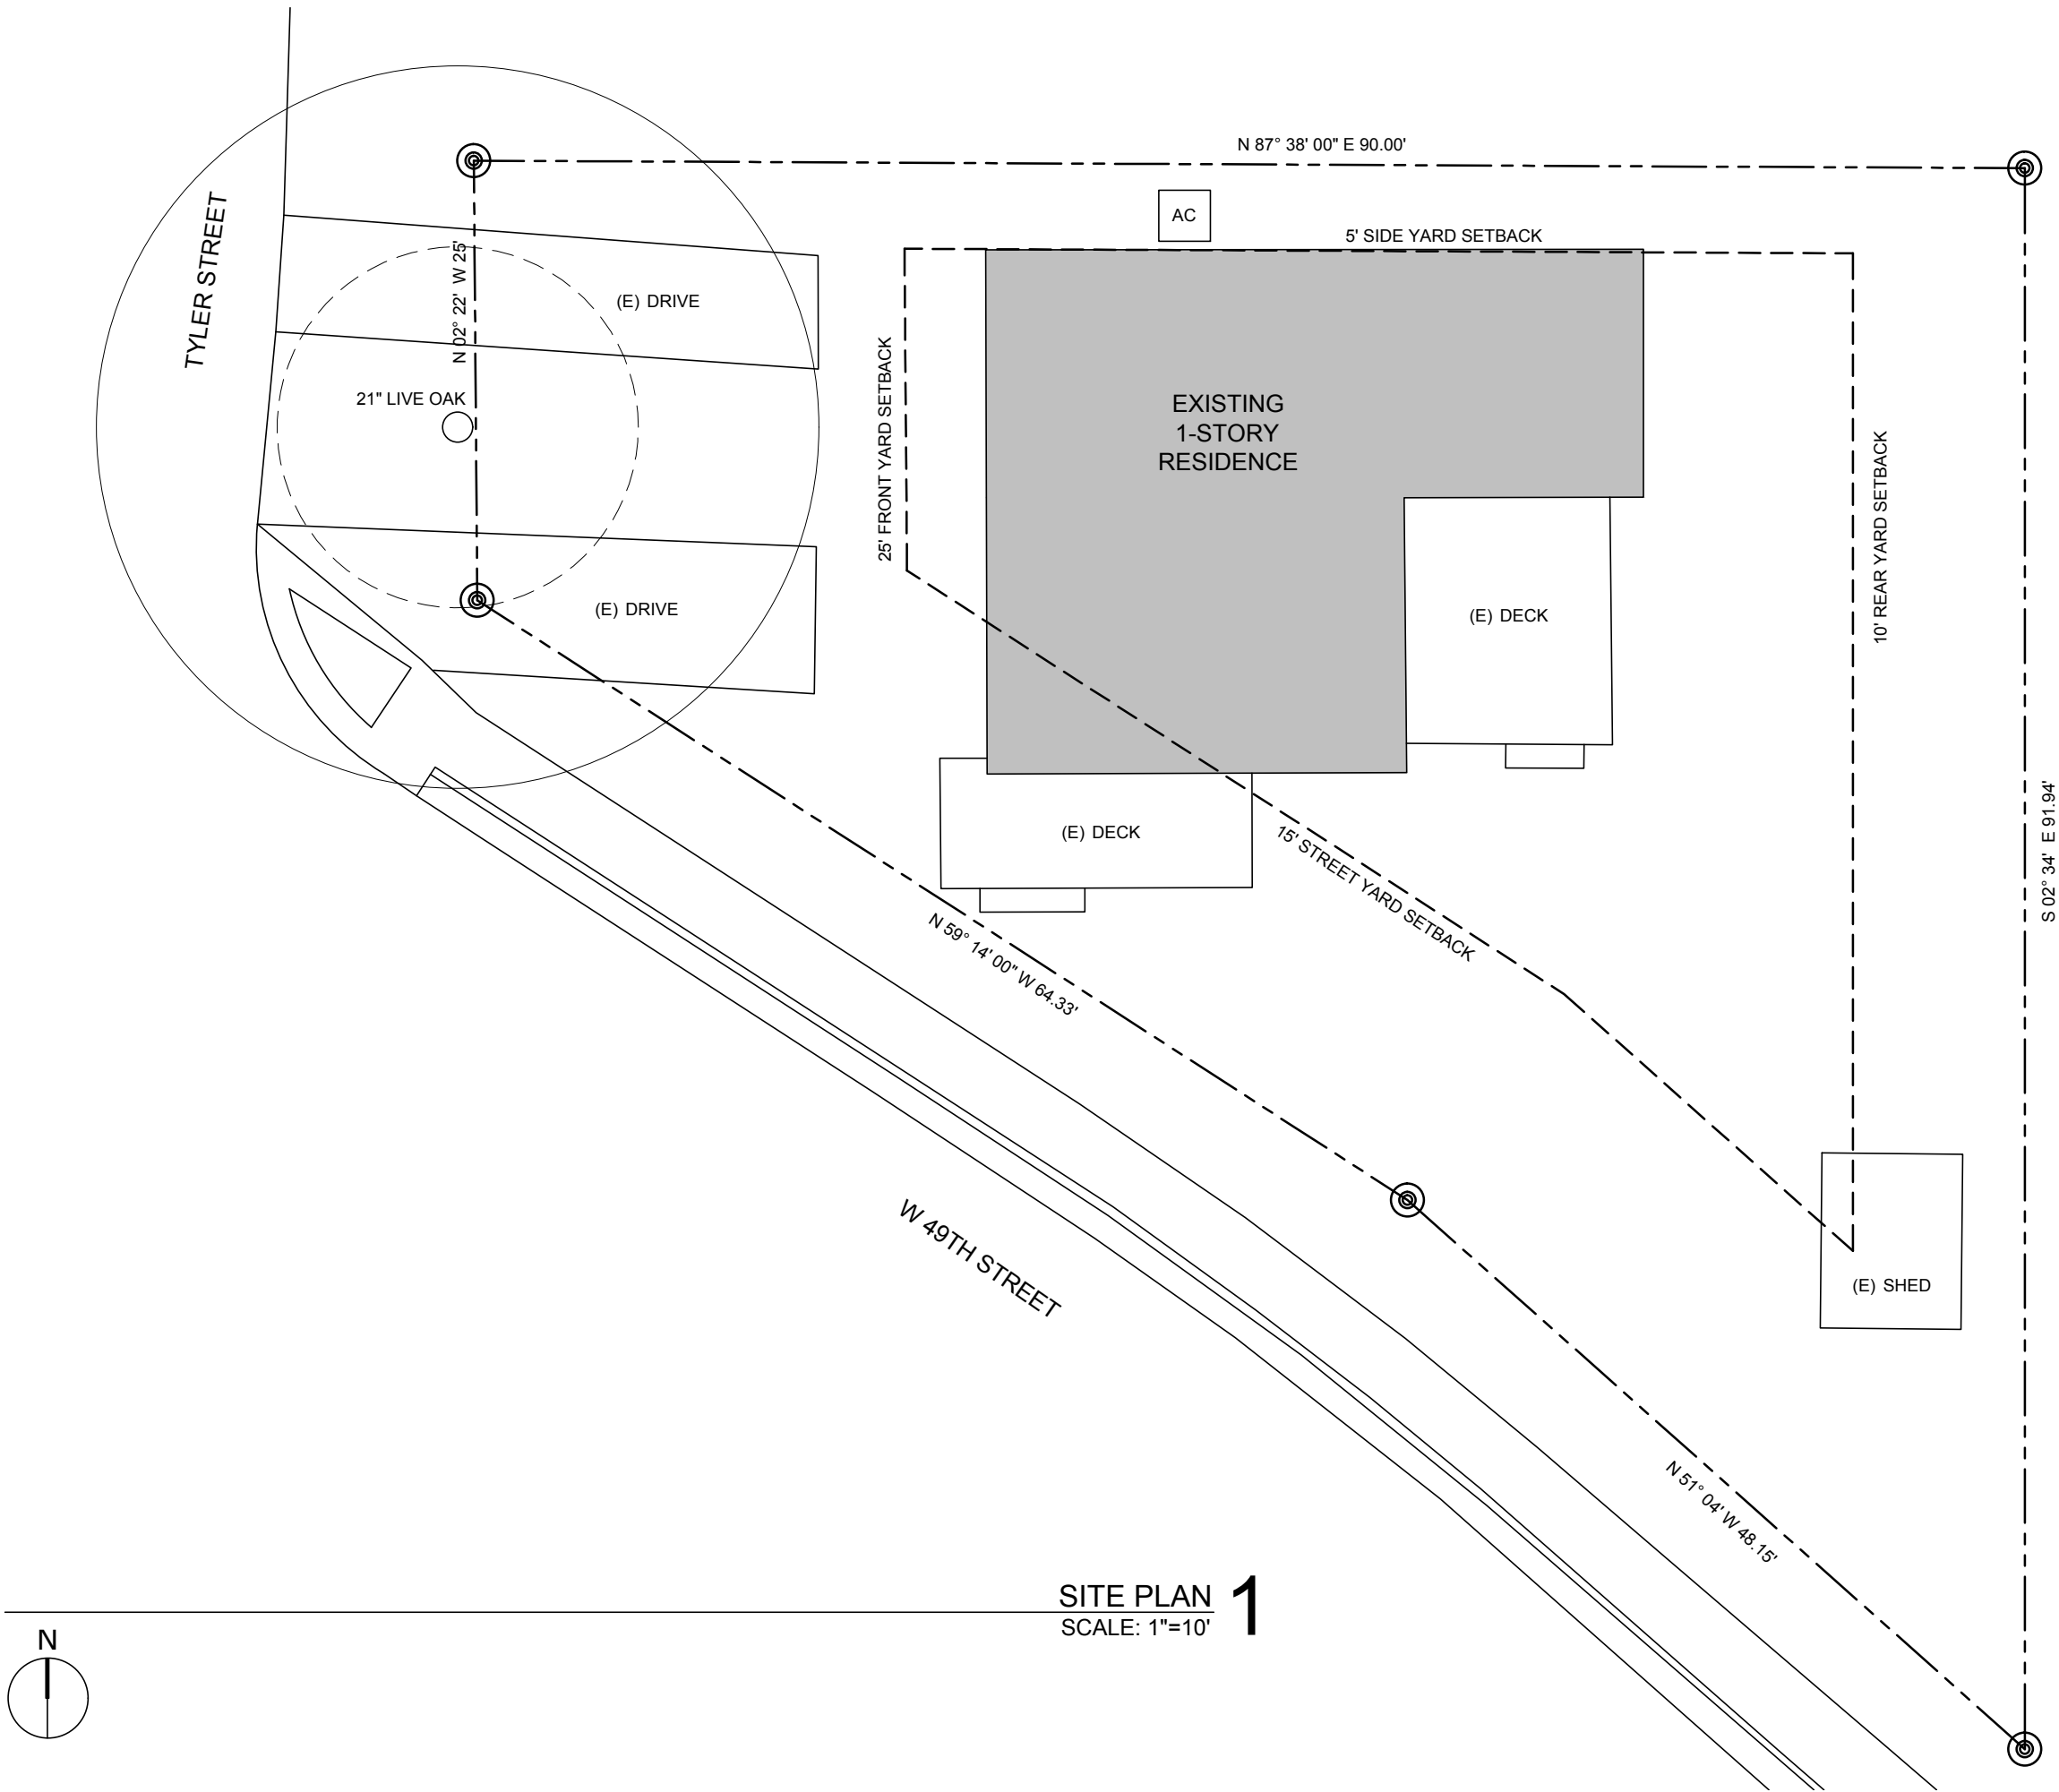 N 87° 38' 00" E 90.00'
AC
5' SIDE YARD SETBACK
TYLER STREET
N 02° 22'  W 25'
(E) DRIVE
21" LIVE OAK
25' FRONT YARD SETBACK
EXISTING
1-STORY
RESIDENCE
10' REAR YARD SETBACK
(E) DRIVE
(E) DECK
(E) DECK
15' STREET YARD SETBACK
S 02° 34'  E 91.94'
N 59° 14' 00" W 64.33'
W 49TH STREET
(E) SHED
N 51° 04' W 48.15'
SITE PLAN 1
SCALE: 1"=10'
N